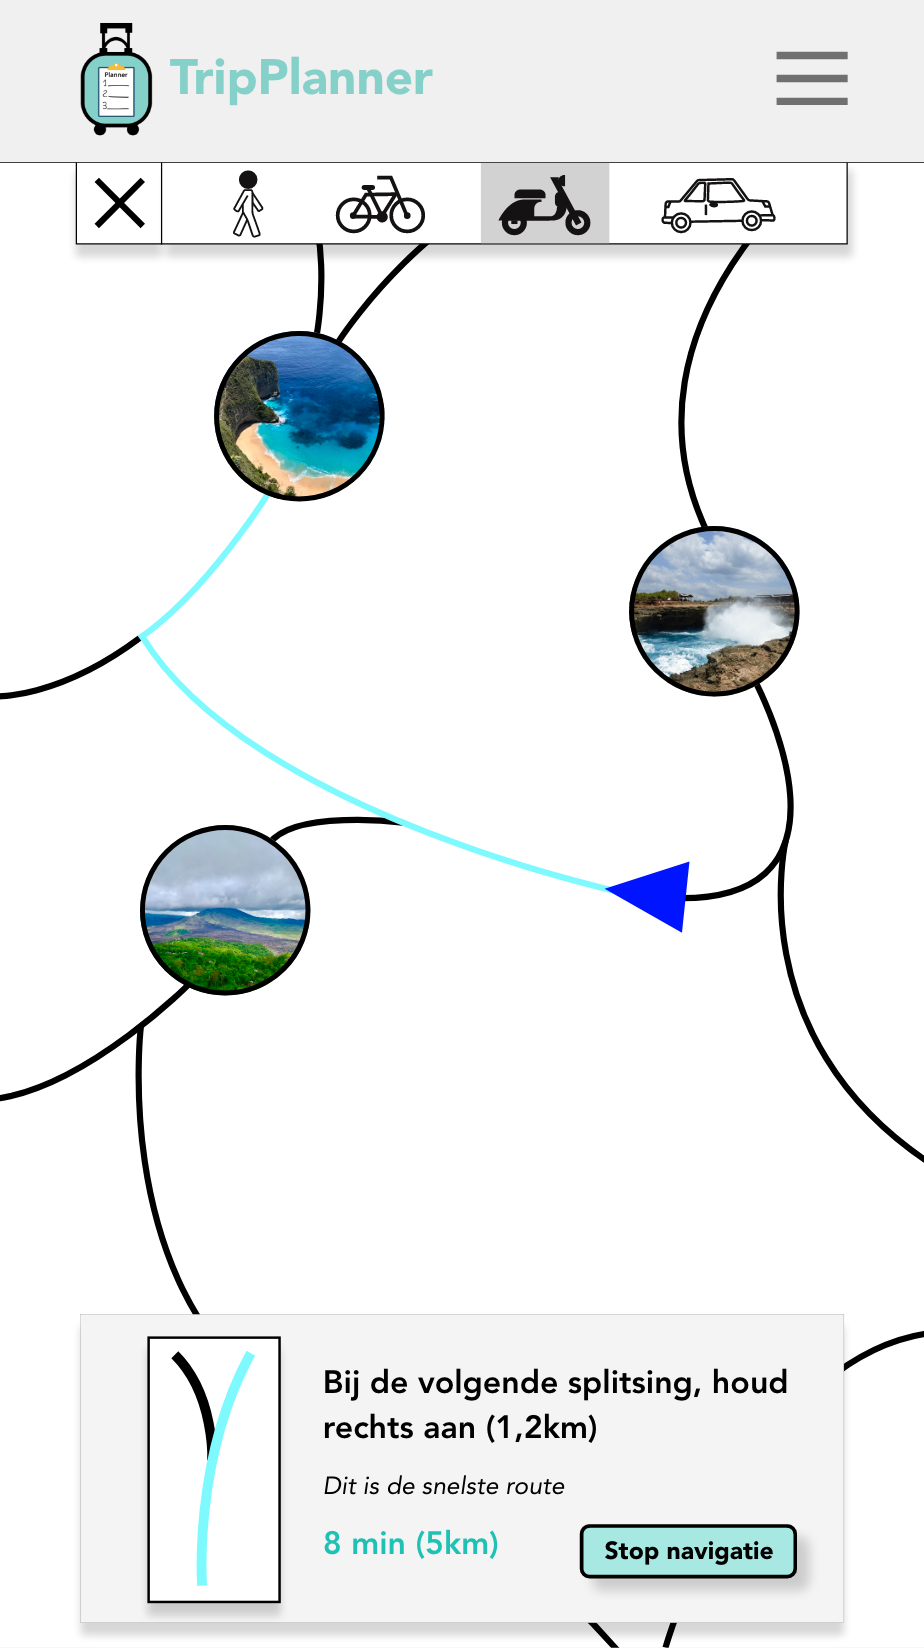 TripPlanner
Planner
1.
2.
3.
Bij de volgende splitsing, houd
rechts aan (1,2km)
Dit is de snelste route
8 min (5km)
Stop navigatie